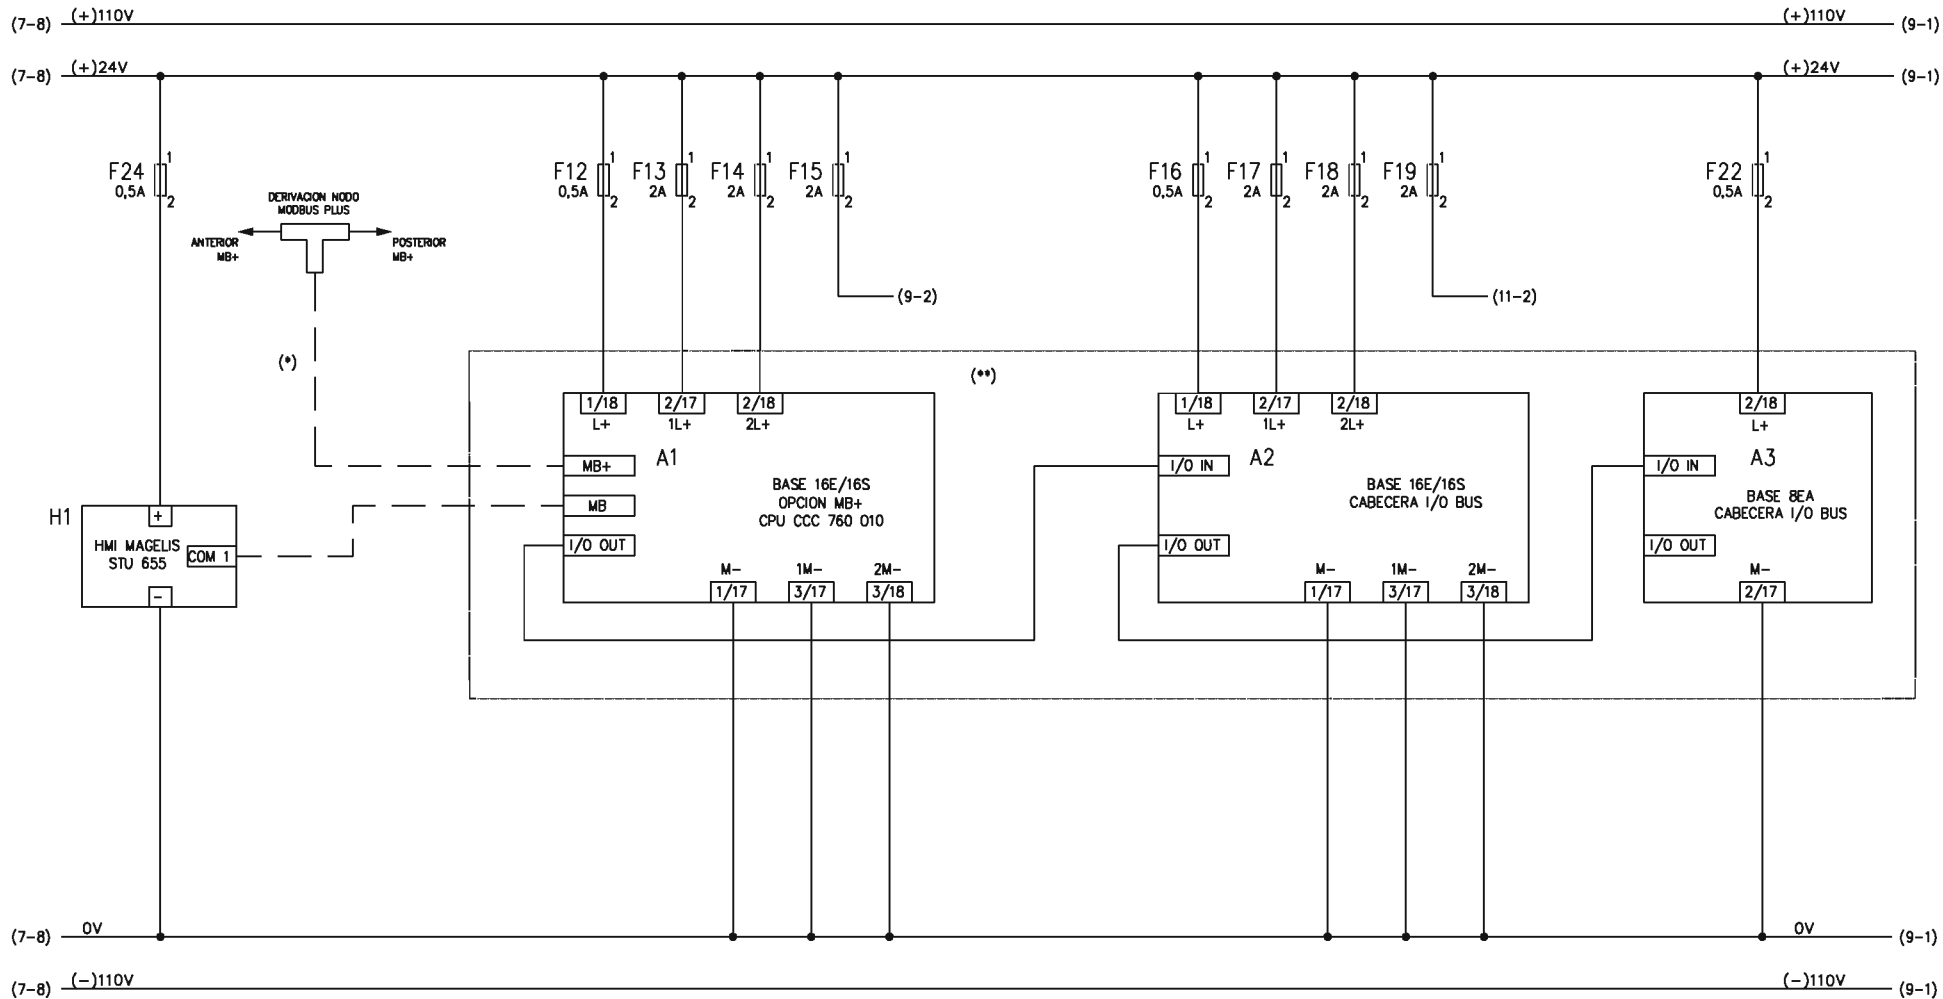 (7-8) (+)110V (+)110V (9-1)
(7-8) (+)24V (+)24V (9-1)
F24 1
0,5A 2
F12 1
0,5A 2
F13 1
2A 2
F14 1
2A 2
F15 1
2A 2
F16 1
0,5A 2
F17 1
2A 2
F18 1
2A 2
F19 1
2A 2
F22 1
0,5A 2
DERIVACION NODO
MODBUS PLUS
ANTERIOR
MB+
POSTERIOR
MB+
(9-2)
(11-2)
(*)
(**)
1/18 2/17 2/18
L+ 1L+ 2L+
MB+ A1
MB
I/O OUT
BASE 16E/16S
OPCION MB+
CPU CCC 760 010
M- 1M- 2M-
1/17 3/17 3/18
1/18 2/17 2/18
L+ 1L+ 2L+
I/O IN A2
I/O OUT
BASE 16E/16S
CABECERA I/O BUS
M- 1M- 2M-
1/17 3/17 3/18
2/18
L+
I/O IN A3
BASE 8EA
CABECERA I/O BUS
I/O OUT
M-
2/17
H1 +
HMI MAGELIS
STU 655
COM 1
-
(7-8) 0V 0V (9-1)
(7-8) (-)110V (-)110V (9-1)